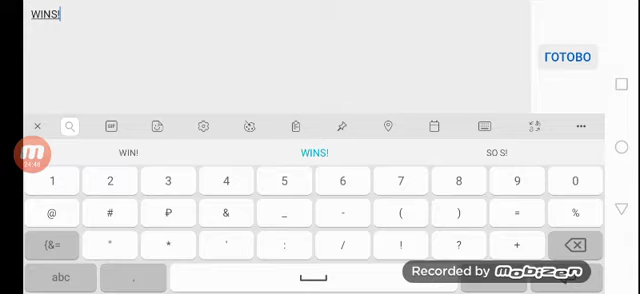 WINS!
ГОТОВО
GIF
WIN!
WINS!
SO S!
1 2 3 4 5 6 7 8 9 0
@ # ₽ & _ - ( ) = %
{&= " * ' : / ! ? +
abc ,
Recorded by MOBIZEN